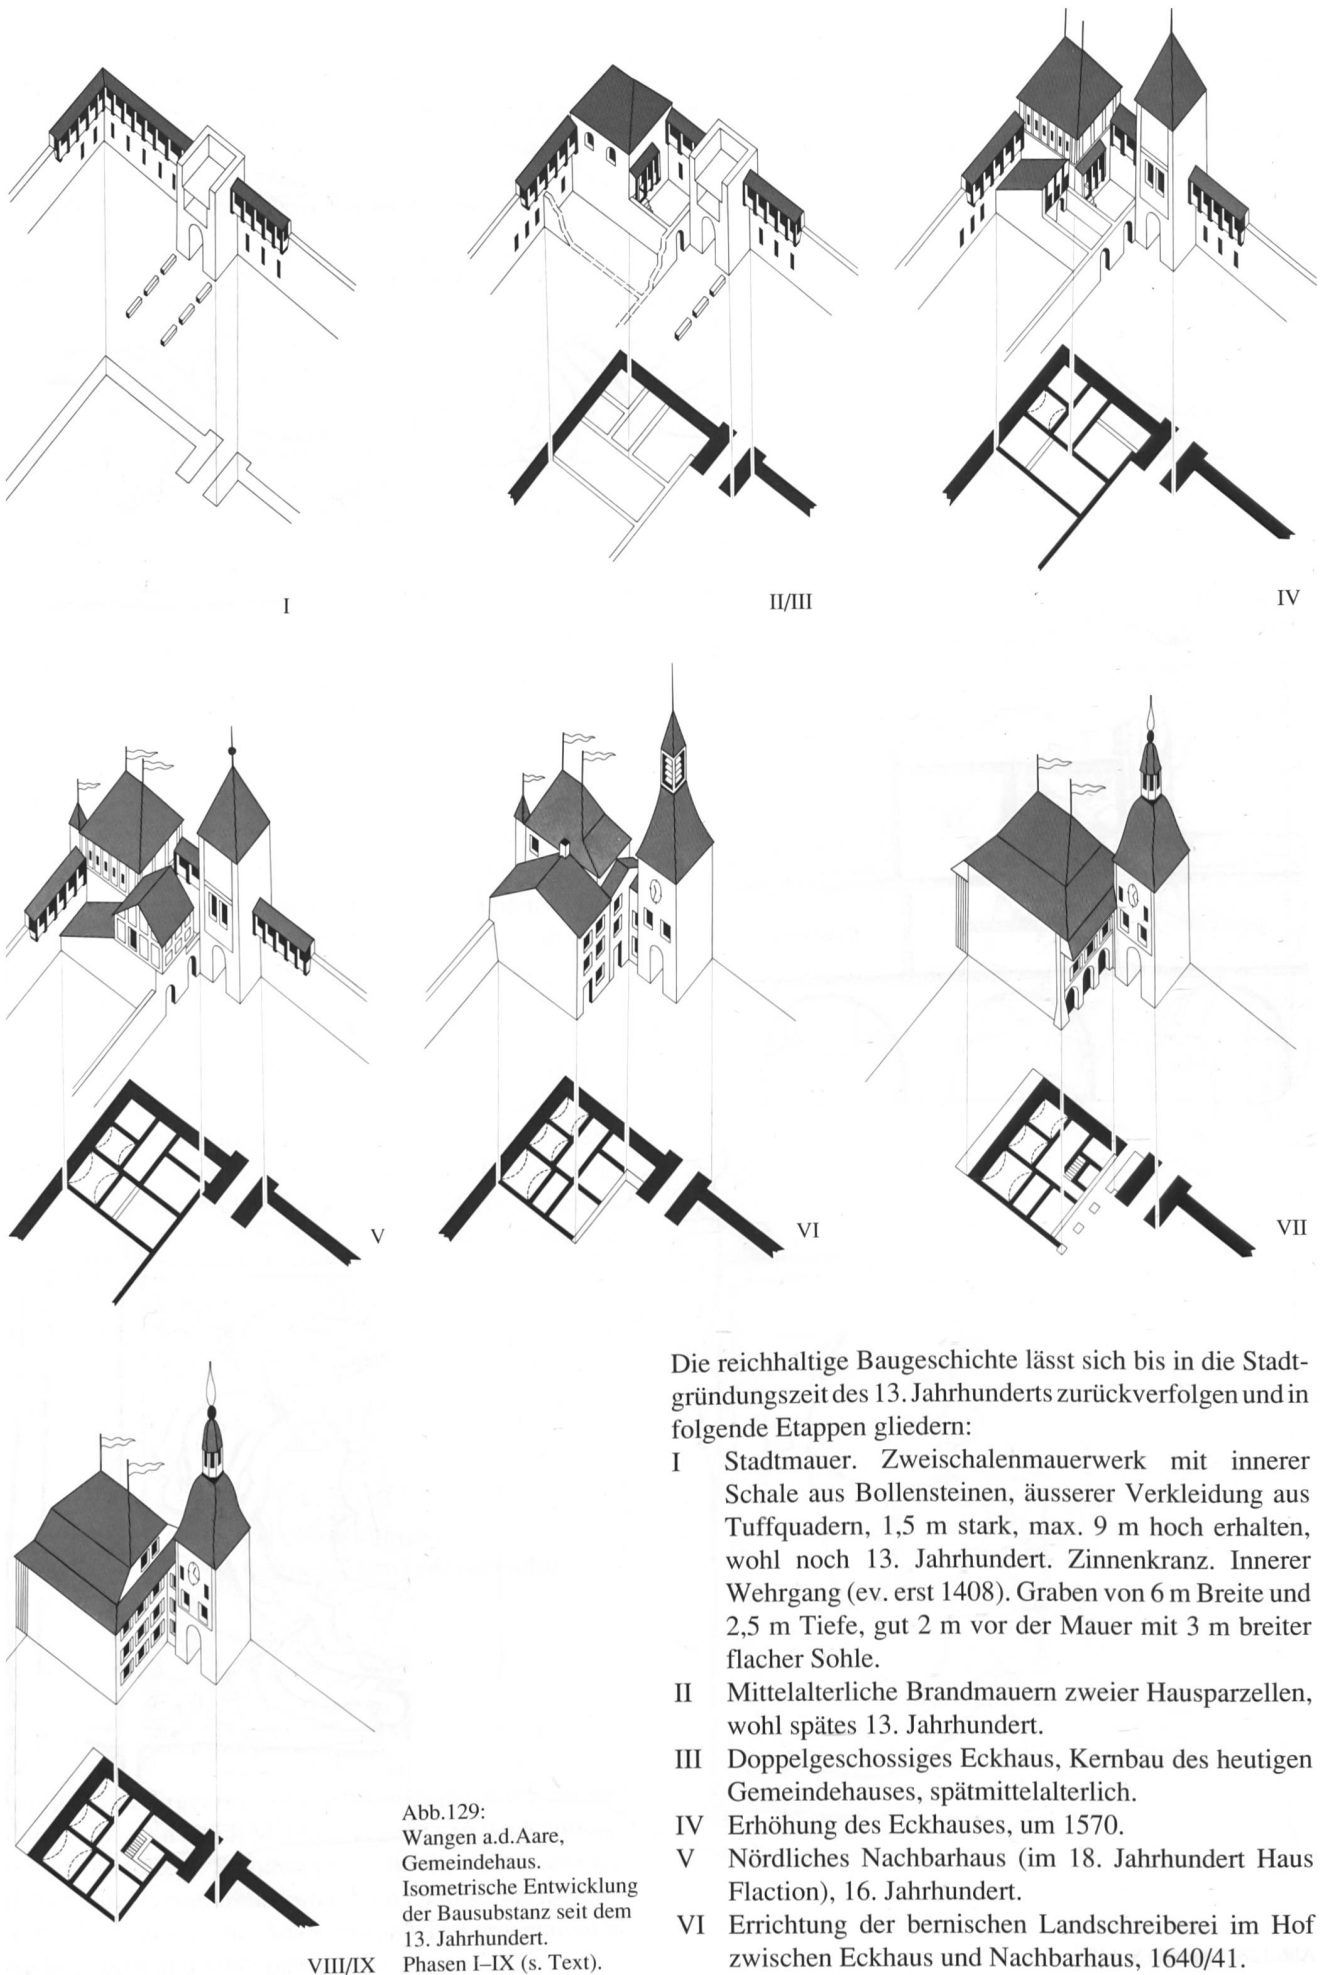 I
II/III
IV
V
VI
VII
VIII/IX
Abb.129:
Wangen a.d.Aare,
Gemeindehaus.
Isometrische Entwicklung
der Bausubstanz seit dem
13. Jahrhundert.
Phasen I–IX (s. Text).
Die reichhaltige Baugeschichte lässt sich bis in die Stadt-
gründungszeit des 13. Jahrhunderts zurückverfolgen und in
folgende Etappen gliedern:
I Stadtmauer. Zweischalenmauerwerk mit innerer
Schale aus Bollensteinen, äusserer Verkleidung aus
Tuffquadern, 1,5 m stark, max. 9 m hoch erhalten,
wohl noch 13. Jahrhundert. Zinnenkranz. Innerer
Wehrgang (ev. erst 1408). Graben von 6 m Breite und
2,5 m Tiefe, gut 2 m vor der Mauer mit 3 m breiter
flacher Sohle.
II Mittelalterliche Brandmauern zweier Hausparzellen,
wohl spätes 13. Jahrhundert.
III Doppelgeschossiges Eckhaus, Kernbau des heutigen
Gemeindehauses, spätmittelalterlich.
IV Erhöhung des Eckhauses, um 1570.
V Nördliches Nachbarhaus (im 18. Jahrhundert Haus
Flaction), 16. Jahrhundert.
VI Errichtung der bernischen Landschreiberei im Hof
zwischen Eckhaus und Nachbarhaus, 1640/41.